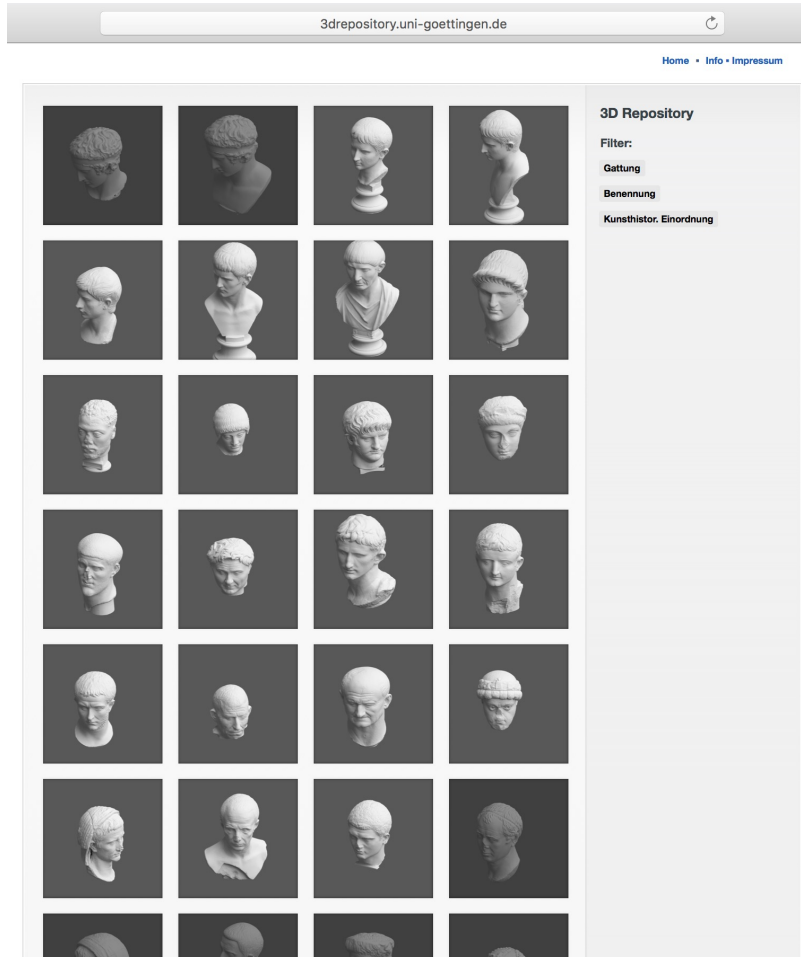 3drepository.uni-goettingen.de
Home ▪ Info ▪ Impressum
3D Repository
Filter:
Gattung
Benennung
Kunsthistor. Einordnung